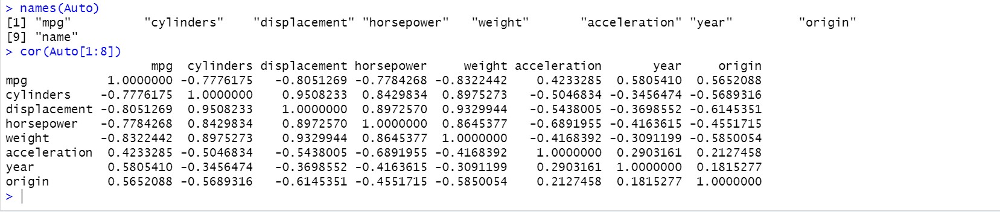 > names(Auto)
[1] "mpg" "cylinders" "displacement" "horsepower" "weight" "acceleration" "year" "origin"
[9] "name"
> cor(Auto[1:8])
mpg cylinders displacement horsepower weight acceleration year origin
mpg 1.0000000 -0.7776175 -0.8051269 -0.7784268 -0.8322442 0.4233285 0.5805410 0.5652088
cylinders -0.7776175 1.0000000 0.9508233 0.8429834 0.8975273 -0.5046834 -0.3456474 -0.5689316
displacement -0.8051269 0.9508233 1.0000000 0.8972570 0.9329944 -0.5438005 -0.3698552 -0.6145351
horsepower -0.7784268 0.8429834 0.8972570 1.0000000 0.8645377 -0.6891955 -0.4163615 -0.4551715
weight -0.8322442 0.8975273 0.9329944 0.8645377 1.0000000 -0.4168392 -0.3091199 -0.5850054
acceleration 0.4233285 -0.5046834 -0.5438005 -0.6891955 -0.4168392 1.0000000 0.2903161 0.2127458
year 0.5805410 -0.3456474 -0.3698552 -0.4163615 -0.3091199 0.2903161 1.0000000 0.1815277
origin 0.5652088 -0.5689316 -0.6145351 -0.4551715 -0.5850054 0.2127458 0.1815277 1.0000000
>